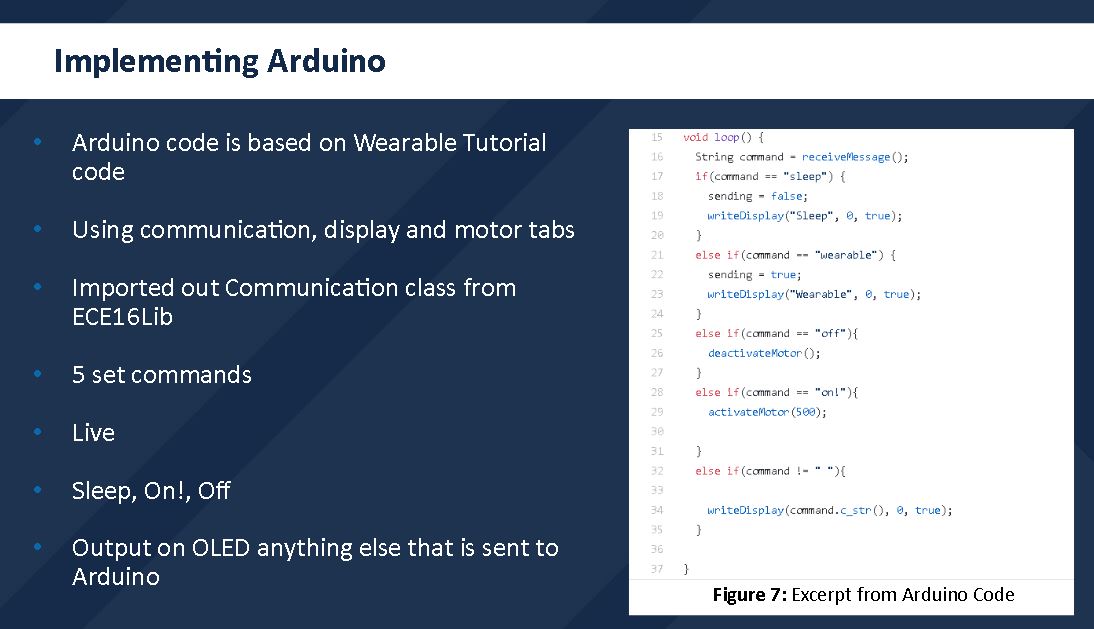 Implementing Arduino
• Arduino code is based on Wearable Tutorial
code
• Using communication, display and motor tabs
• Imported out Communication class from
ECE16Lib
• 5 set commands
• Live
• Sleep, On!, Off
• Output on OLED anything else that is sent to
Arduino
15 void loop() {
16 String command = receiveMessage();
17 if(command == "sleep") {
18 sending = false;
19 writeDisplay("Sleep", 0, true);
20 }
21 else if(command == "wearable") {
22 sending = true;
23 writeDisplay("Wearable", 0, true);
24 }
25 else if(command == "off"){
26 deactivateMotor();
27 }
28 else if(command == "on!"){
29 activateMotor(500);
30
31 }
32 else if(command != " "){
33
34 writeDisplay(command.c_str(), 0, true);
35 }
36
37 }
Figure 7: Excerpt from Arduino Code